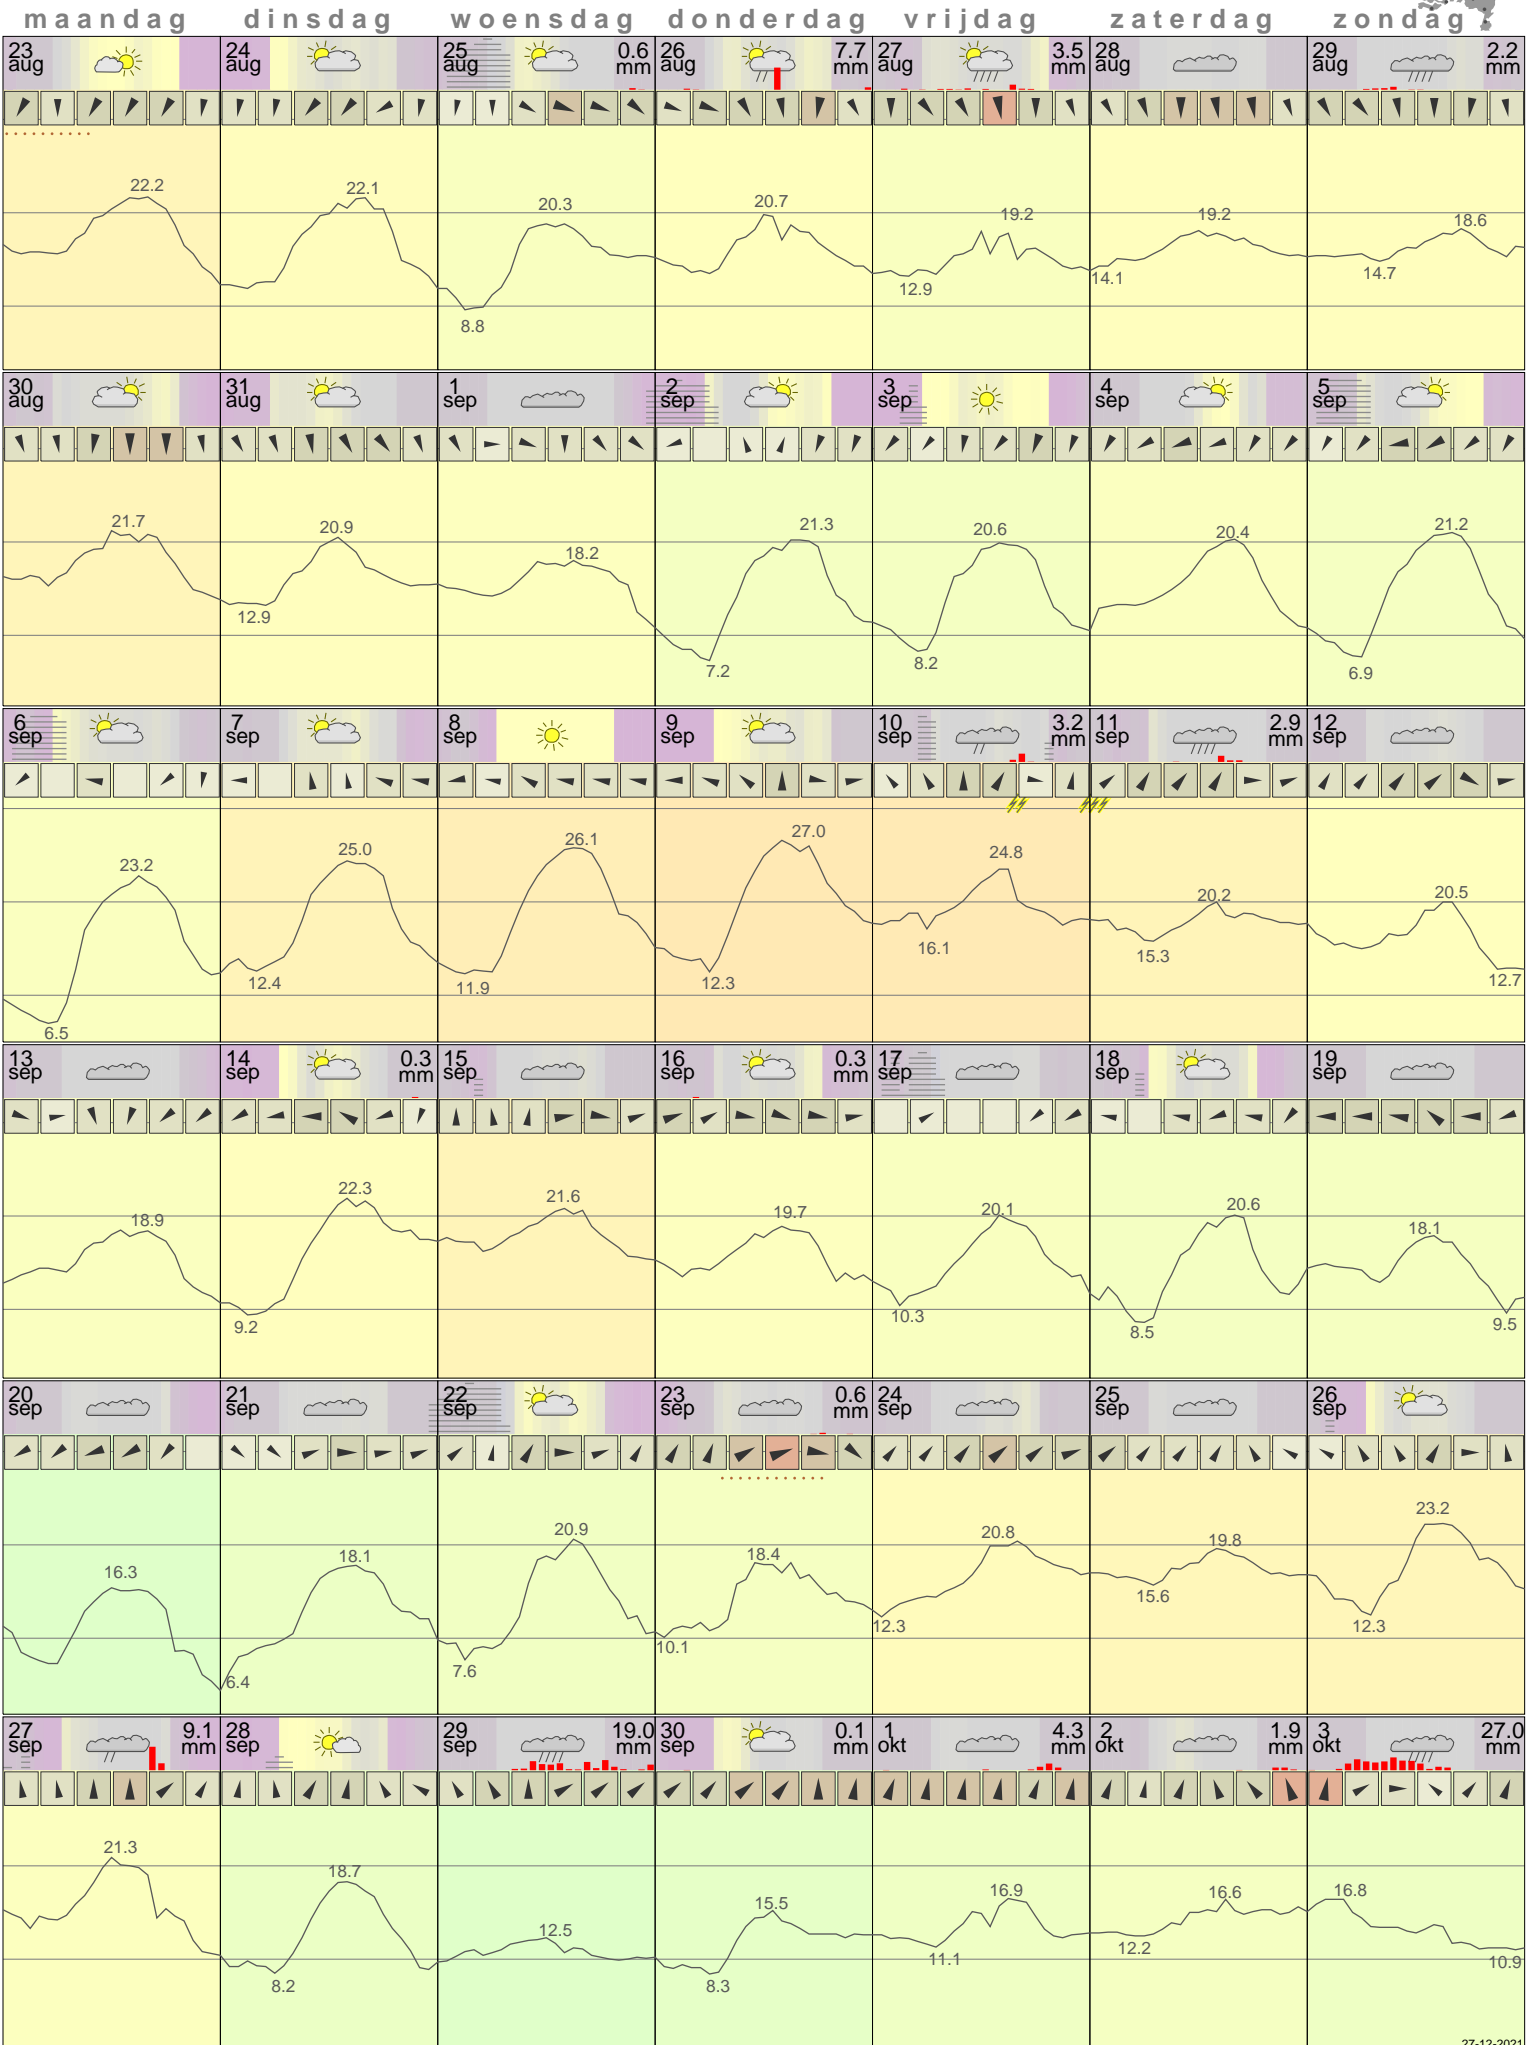 maandag dinsdag woensdag donderdag vrijdag zaterdag zondag
23 aug 24 aug 25 aug 0.6 mm 26 aug 7.7 mm 27 aug 3.5 mm 28 aug 29 aug 2.2 mm
22.2 22.1 20.3 8.8 20.7 19.2 12.9 19.2 14.1 18.6 14.7
30 aug 31 aug 1 sep 2 sep 3 sep 4 sep 5 sep
21.7 20.9 12.9 18.2 21.3 7.2 20.6 8.2 20.4 21.2 6.9
6 sep 7 sep 8 sep 9 sep 10 sep 3.2 mm 11 sep 2.9 mm 12 sep
23.2 6.5 25.0 12.4 26.1 11.9 27.0 12.3 24.8 16.1 20.2 15.3 20.5 12.7
13 sep 14 sep 0.3 mm 15 sep 16 sep 0.3 mm 17 sep 18 sep 19 sep
18.9 22.3 9.2 21.6 19.7 20.1 10.3 20.6 8.5 18.1 9.5
20 sep 21 sep 22 sep 23 sep 0.6 mm 24 sep 25 sep 26 sep
16.3 18.1 6.4 20.9 7.6 18.4 10.1 20.8 12.3 19.8 15.6 23.2 12.3
27 sep 9.1 mm 28 sep 29 sep 19.0 mm 30 sep 0.1 mm 1 okt 4.3 mm 2 okt 1.9 mm 3 okt 27.0 mm
21.3 18.7 8.2 12.5 15.5 8.3 16.9 11.1 16.6 12.2 16.8 10.9
27-12-2021